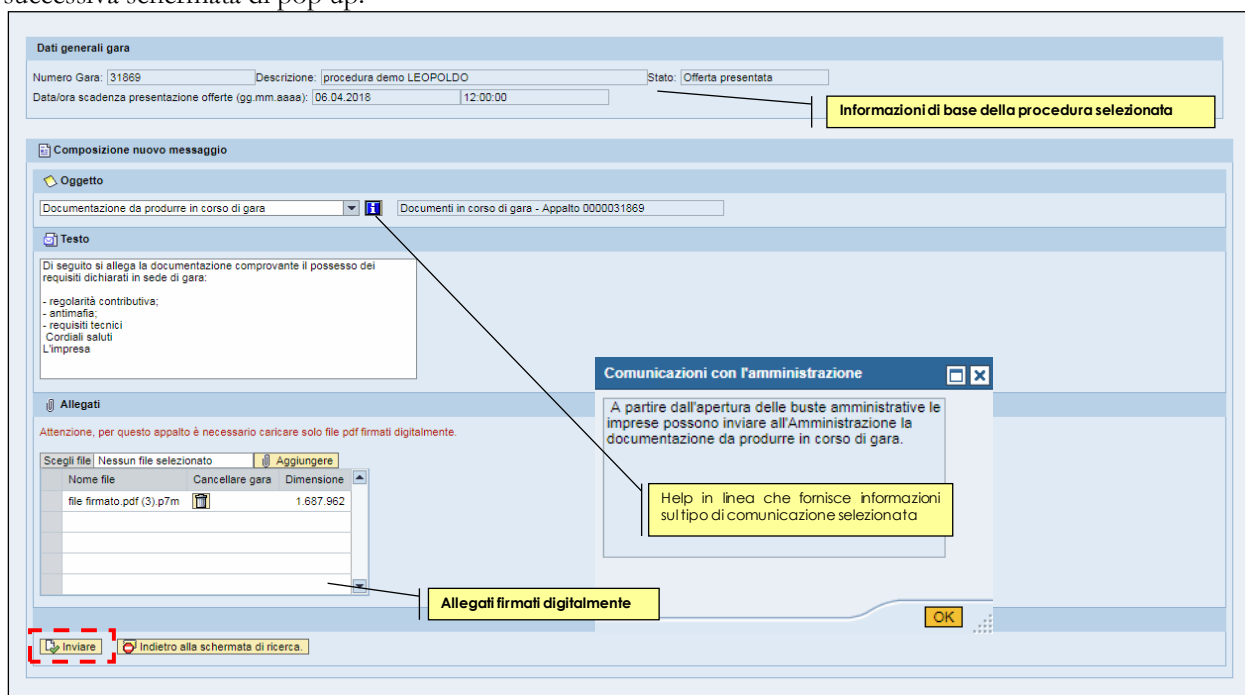 successiva schermata di pop up.
Dati generali gara
Numero Gara: 31869 Descrizione: procedura demo LEOPOLDO Stato: Offerta presentata
Data/ora scadenza presentazione offerte (gg.mm.aaaa): 06.04.2018 12:00:00
Informazioni di base della procedura selezionata
Composizione nuovo messaggio
Oggetto
Documentazione da produrre in corso di gara Documenti in corso di gara - Appalto 0000031869
Testo
Di seguito si allega la documentazione comprovante il possesso dei
requisiti dichiarati in sede di gara:
- regolarità contributiva;
- antimafia;
- requisiti tecnici
Cordiali saluti
L'impresa
Allegati
Attenzione, per questo appalto è necessario caricare solo file pdf firmati digitalmente.
Scegli file Nessun file selezionato Aggiungere
Nome file Cancellare gara Dimensione
file firmato.pdf (3).p7m 1.687.962
Allegati firmati digitalmente
Comunicazioni con l'amministrazione
A partire dall'apertura delle buste amministrative le
imprese possono inviare all'Amministrazione la
documentazione da produrre in corso di gara.
Help in linea che fornisce informazioni
sul tipo di comunicazione selezionata
OK
Inviare Indietro alla schermata di ricerca.